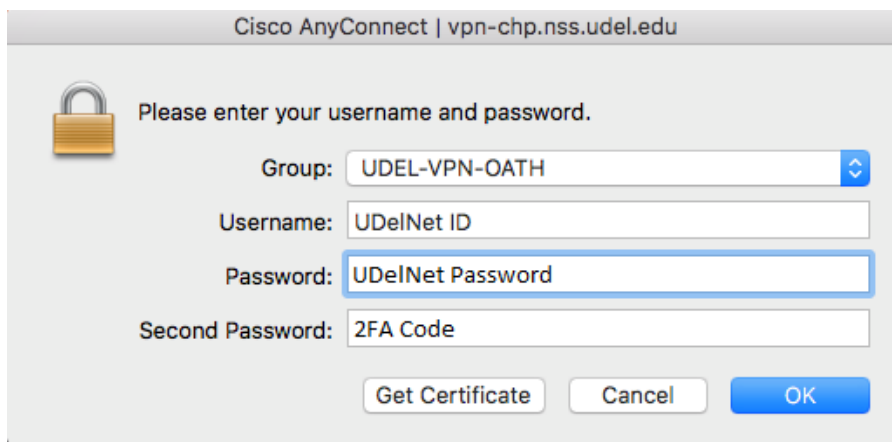 Cisco AnyConnect | vpn-chp.nss.udel.edu
Please enter your username and password.
Group: UDEL-VPN-OATH
Username: UDelNet ID
Password: UDelNet Password
Second Password: 2FA Code
Get Certificate Cancel OK